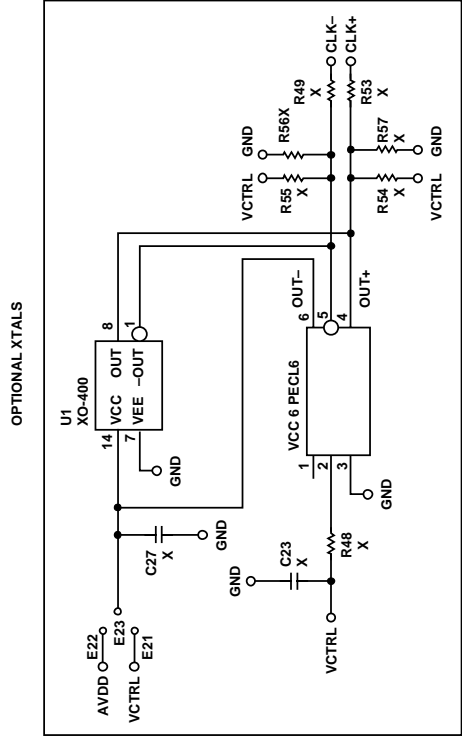 OPTIONAL XTALS
U1
XO-400
14 VCC OUT 8
7 VEE –OUT 1
GND
AVDD E22
E23
VCTRL E21
C27
X
GND
GND
C23
X
VCTRL
R48
X
VCC 6 PECL6
1
2
3
GND
6 OUT–
5
4 OUT+
VCTRL GND
R55
X
R56X
R49
X
CLK–
CLK+
R53
X
R54
X
R57
X
VCTRL GND